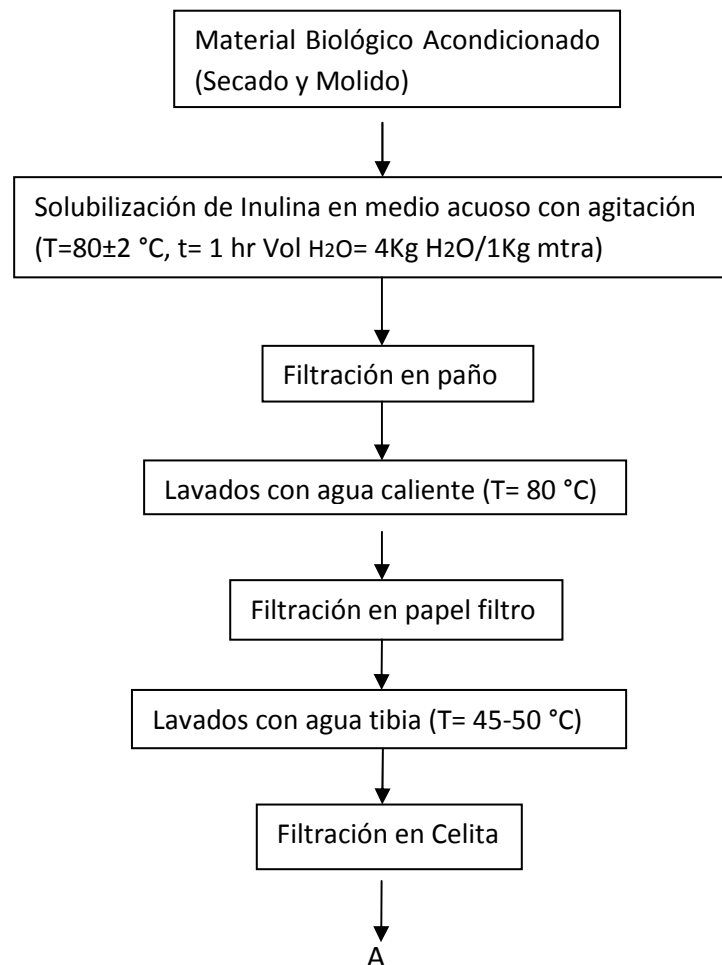 Material Biológico Acondicionado
(Secado y Molido)
Solubilización de Inulina en medio acuoso con agitación
(T=80±2 °C, t= 1 hr Vol H2O= 4Kg H2O/1Kg mtra)
Filtración en paño
Lavados con agua caliente (T= 80 °C)
Filtración en papel filtro
Lavados con agua tibia (T= 45-50 °C)
Filtración en Celita
A